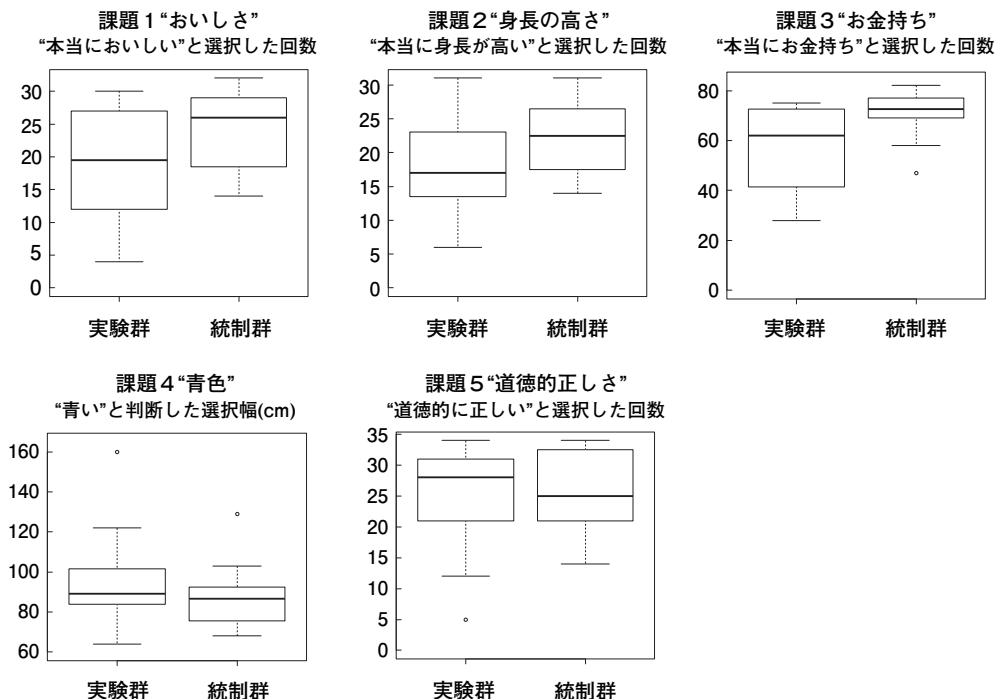 課題１“おいしさ”
“本当においしい”と選択した回数
30
25
20
15
10
5
0
実験群 統制群
課題２“身長の高さ”
“本当に身長が高い”と選択した回数
30
25
20
15
10
5
0
実験群 統制群
課題３“お金持ち”
“本当にお金持ち”と選択した回数
80
60
40
20
0
実験群 統制群
課題４“青色”
“青い”と判断した選択幅(cm)
160
140
120
100
80
60
実験群 統制群
課題５“道徳的正しさ”
“道徳的に正しい”と選択した回数
35
30
25
20
15
10
5
0
実験群 統制群